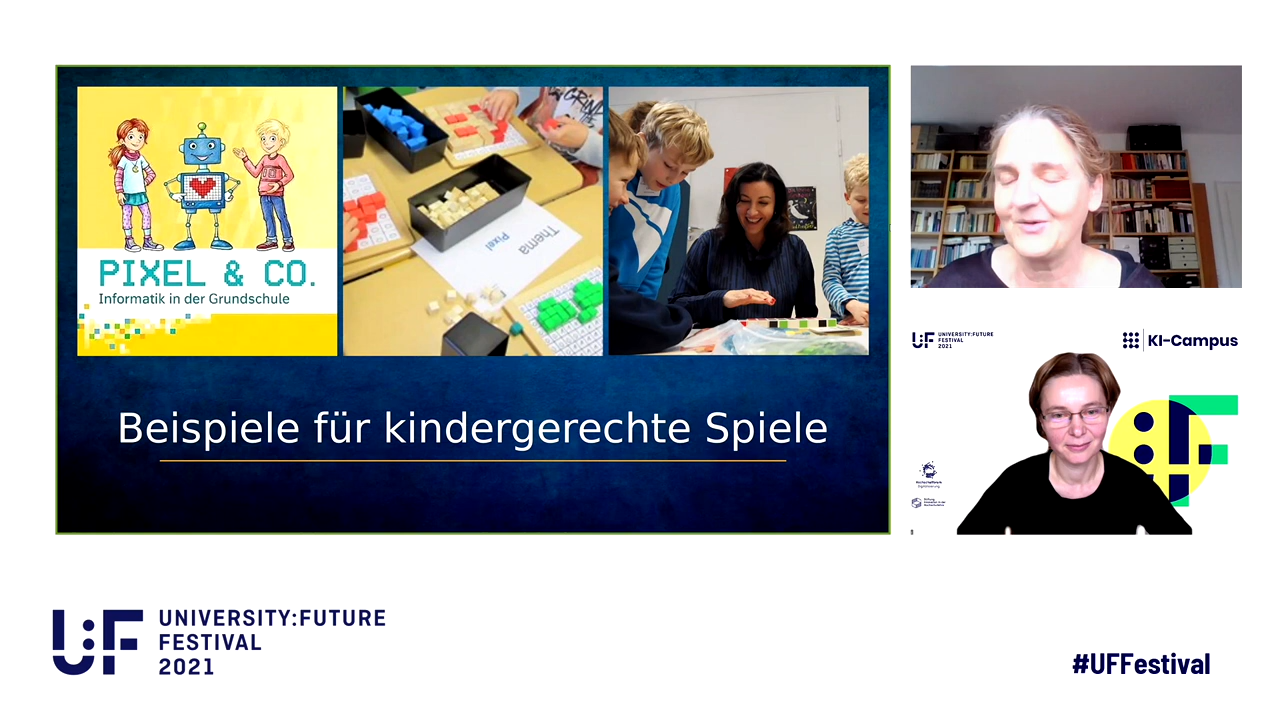 PIXEL & CO.
Informatik in der Grundschule
Thema
Pixel
Beispiele für kindergerechte Spiele
UNIVERSITY:FUTURE
FESTIVAL
2021
KI-Campus
U:F
UNIVERSITY:FUTURE
FESTIVAL
2021
#UFFestival